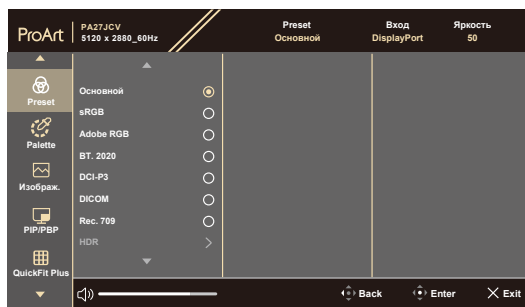 ProArt
PA27JCV
5120 x 2880_60Hz
Preset
Основной
Вход
DisplayPort
Яркость
50
Preset
Palette
Изображ.
PIP/PBP
QuickFit Plus
Основной
sRGB
Adobe RGB
BT. 2020
DCI-P3
DICOM
Rec. 709
HDR
Back
Enter
Exit